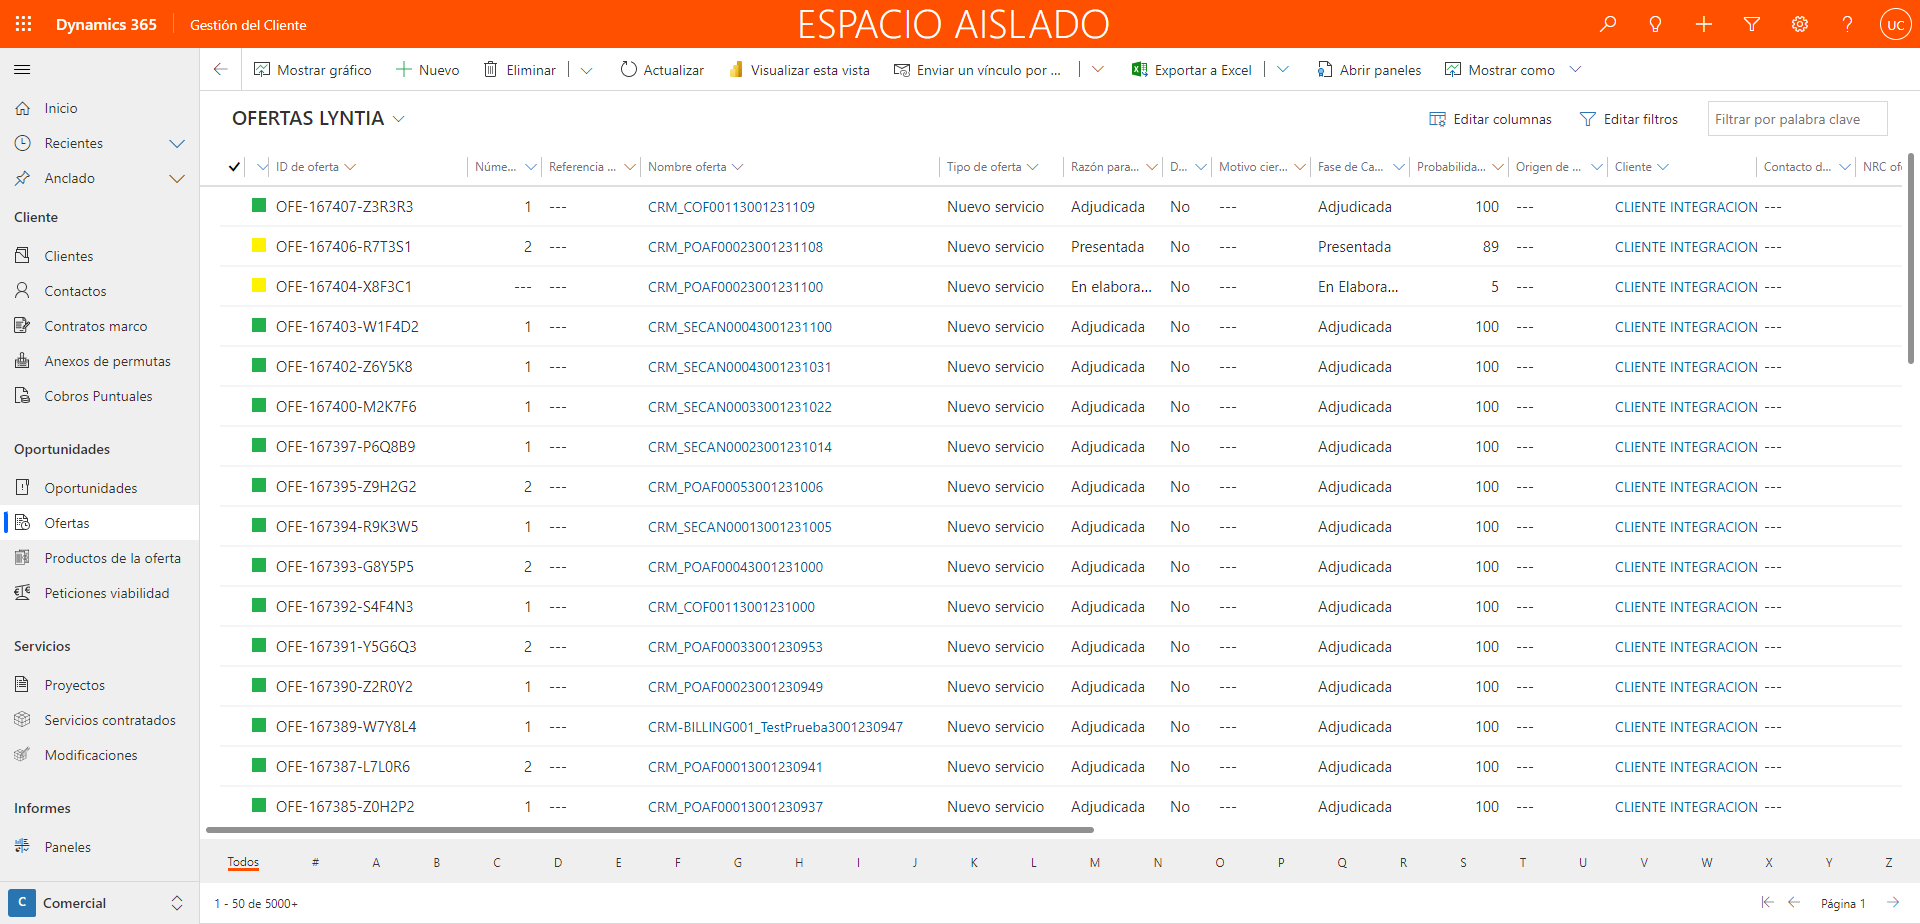 Dynamics 365 Gestión del Cliente ESPACIO AISLADO ? UC
Mostrar gráfico Nuevo Eliminar Actualizar Visualizar esta vista Enviar un vínculo por ... Exportar a Excel Abrir paneles Mostrar como
Inicio
Recientes
Anclado
Cliente
Clientes
Contactos
Contratos marco
Anexos de permutas
Cobros Puntuales
Oportunidades
Oportunidades
Ofertas
Productos de la oferta
Peticiones viabilidad
Servicios
Proyectos
Servicios contratados
Modificaciones
Informes
Paneles
C Comercial
OFERTAS LYNTIA Editar columnas Editar filtros Filtrar por palabra clave
ID de oferta Núme... Referencia ... Nombre oferta Tipo de oferta Razón para... D... Motivo cier... Fase de Ca... Probabilida... Origen de ... Cliente Contacto d... NRC ofe
OFE-167407-Z3R3R3 1 --- CRM_COF00113001231109 Nuevo servicio Adjudicada No --- Adjudicada 100 --- CLIENTE INTEGRACION ---
OFE-167406-R7T3S1 2 --- CRM_POAF00023001231108 Nuevo servicio Presentada No --- Presentada 89 --- CLIENTE INTEGRACION ---
OFE-167404-X8F3C1 --- --- CRM_POAF00023001231100 Nuevo servicio En elabora... No --- En Elabora... 5 --- CLIENTE INTEGRACION ---
OFE-167403-W1F4D2 1 --- CRM_SECAN00043001231100 Nuevo servicio Adjudicada No --- Adjudicada 100 --- CLIENTE INTEGRACION ---
OFE-167402-Z6Y5K8 1 --- CRM_SECAN00043001231031 Nuevo servicio Adjudicada No --- Adjudicada 100 --- CLIENTE INTEGRACION ---
OFE-167400-M2K7F6 1 --- CRM_SECAN00033001231022 Nuevo servicio Adjudicada No --- Adjudicada 100 --- CLIENTE INTEGRACION ---
OFE-167397-P6Q8B9 1 --- CRM_SECAN00023001231014 Nuevo servicio Adjudicada No --- Adjudicada 100 --- CLIENTE INTEGRACION ---
OFE-167395-Z9H2G2 2 --- CRM_POAF00053001231006 Nuevo servicio Adjudicada No --- Adjudicada 100 --- CLIENTE INTEGRACION ---
OFE-167394-R9K3W5 1 --- CRM_SECAN00013001231005 Nuevo servicio Adjudicada No --- Adjudicada 100 --- CLIENTE INTEGRACION ---
OFE-167393-G8Y5P5 2 --- CRM_POAF00043001231000 Nuevo servicio Adjudicada No --- Adjudicada 100 --- CLIENTE INTEGRACION ---
OFE-167392-S4F4N3 1 --- CRM_COF00113001231000 Nuevo servicio Adjudicada No --- Adjudicada 100 --- CLIENTE INTEGRACION ---
OFE-167391-Y5G6Q3 2 --- CRM_POAF00033001230953 Nuevo servicio Adjudicada No --- Adjudicada 100 --- CLIENTE INTEGRACION ---
OFE-167390-Z2R0Y2 1 --- CRM_POAF00023001230949 Nuevo servicio Adjudicada No --- Adjudicada 100 --- CLIENTE INTEGRACION ---
OFE-167389-W7Y8L4 1 --- CRM-BILLING001_TestPrueba3001230947 Nuevo servicio Adjudicada No --- Adjudicada 100 --- CLIENTE INTEGRACION ---
OFE-167387-L7L0R6 2 --- CRM_POAF00013001230941 Nuevo servicio Adjudicada No --- Adjudicada 100 --- CLIENTE INTEGRACION ---
OFE-167385-Z0H2P2 1 --- CRM_POAF00013001230937 Nuevo servicio Adjudicada No --- Adjudicada 100 --- CLIENTE INTEGRACION ---
Todos # A B C D E F G H I J K L M N O P Q R S T U V W X Y Z
1 - 50 de 5000+ Página 1